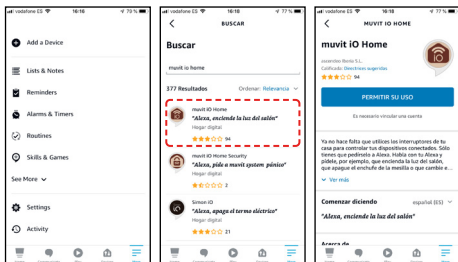 vodafone ES 16:16 79 %
Add a Device
Lists & Notes
Reminders
Alarms & Timers
Routines
Skills & Games
See More
Settings
Activity
vodafone ES 16:18 77 %
BUSCAR
Buscar
muvit io home
377 Resultados Ordenar: Relevancia
muvit iO Home
"Alexa, enciende la luz del salón"
Hogar digital
94
muvit iO Home Security
"Alexa, pide a muvit system pánico"
Hogar digital
2
Simon iO
"Alexa, apaga el termo eléctrico"
Hogar digital
21
vodafone ES 16:18 77 %
MUVIT IO HOME
muvit iO Home
Calificado: Directrices sugeridas
94
PERMITIR SU USO
Es necesario vincular una cuenta
Ya no hace falta que utilices los interruptores de tu
casa para controlar tus dispositivos conectados. Sólo
tienes que pedírselo a Alexa. Habla con tu Alexa y
pídele, por ejemplo, que encienda la luz del salón,
que apague el enchufe de la mesilla o que cambie e...
Ver más
Comenzar diciendo español (ES)
"Alexa, enciende la luz del salón"
Acerca de